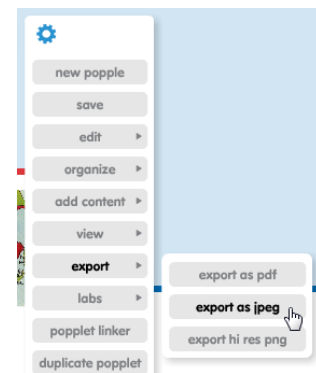 new popple
save
edit
organize
add content
view
export
labs
popplet linker
duplicate popplet
export as pdf
export as jpeg
export hi res png